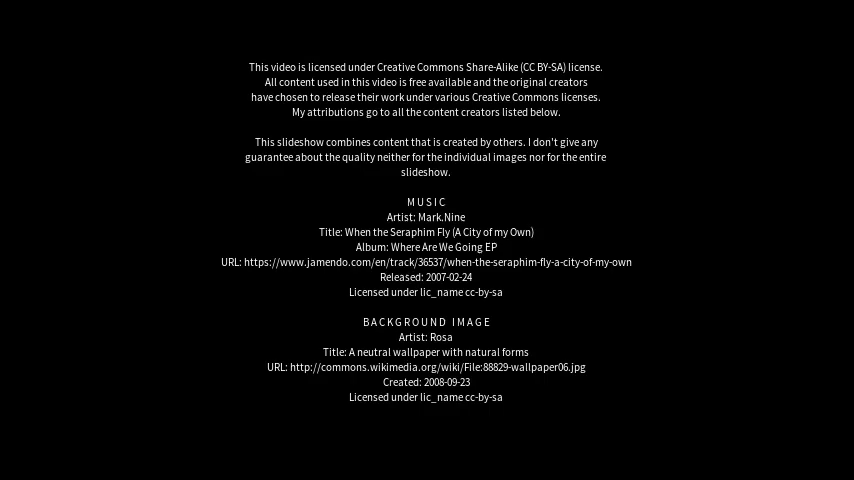 This video is licensed under Creative Commons Share-Alike (CC BY-SA) license.
All content used in this video is free available and the original creators
have chosen to release their work under various Creative Commons licenses.
My attributions go to all the content creators listed below.
This slideshow combines content that is created by others. I don't give any
guarantee about the quality neither for the individual images nor for the entire
slideshow.
MUSIC
Artist: Mark.Nine
Title: When the Seraphim Fly (A City of my Own)
Album: Where Are We Going EP
URL: https://www.jamendo.com/en/track/36537/when-the-seraphim-fly-a-city-of-my-own
Released: 2007-02-24
Licensed under lic_name cc-by-sa
BACKGROUND IMAGE
Artist: Rosa
Title: A neutral wallpaper with natural forms
URL: http://commons.wikimedia.org/wiki/File:88829-wallpaper06.jpg
Created: 2008-09-23
Licensed under lic_name cc-by-sa